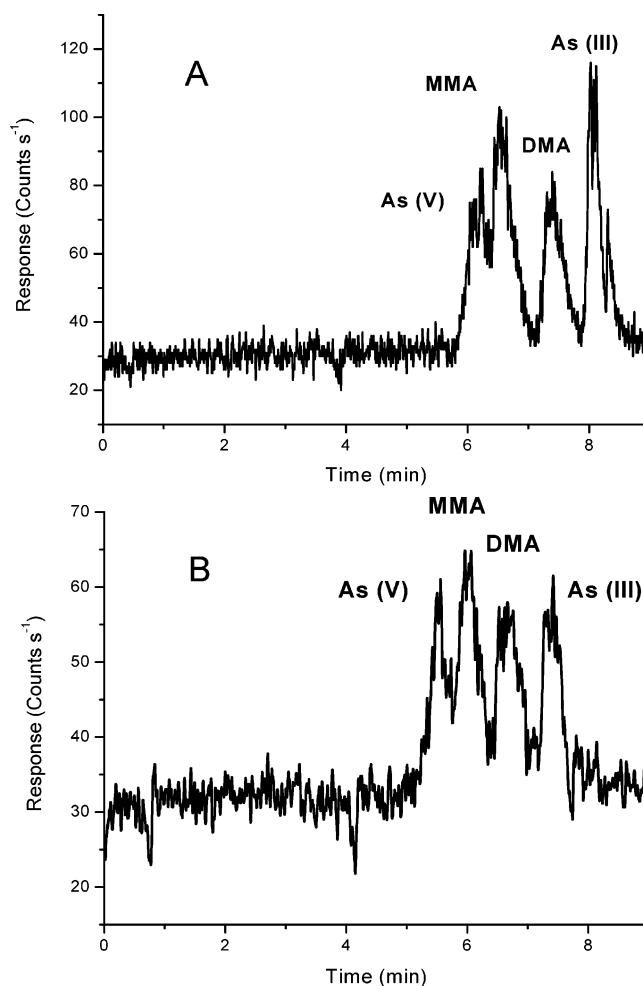 120
As (III)
A
MMA
100
DMA
80
As (V)
60
40
20
Response (Counts s⁻¹)
0 2 4 6 8
Time (min)
70
MMA
DMA
B
As (V)
As (III)
60
50
40
30
20
Response (Counts s⁻¹)
0 2 4 6 8
Time (min)